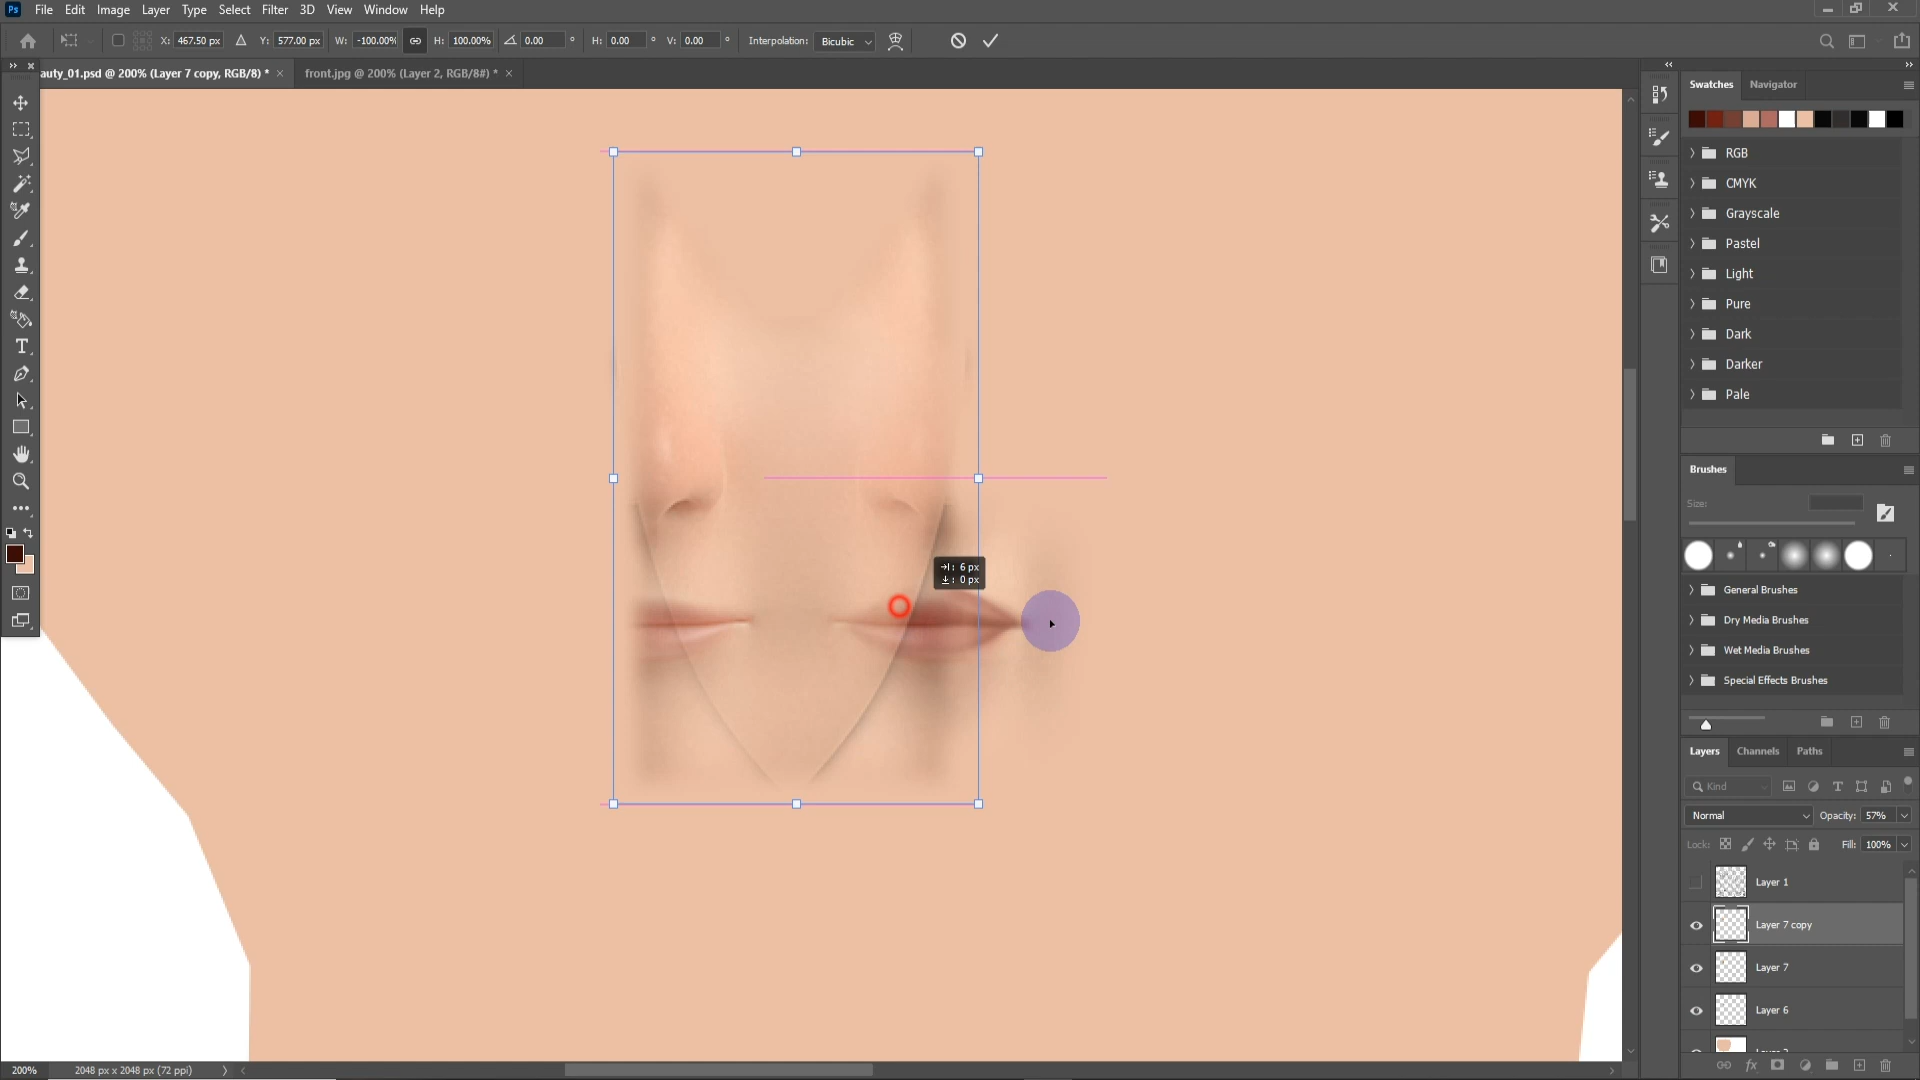 Ps File Edit Image Layer Type Select Filter 3D View Window Help
X: 467.50 px Y: 577.00 px W: -100.00% H: 100.00% 0.00 ° H: 0.00 ° V: 0.00 ° Interpolation: Bicubic
auty_01.psd @ 200% (Layer 7 copy, RGB/8) * × front.jpg @ 200% (Layer 2, RGB/8#) * ×
Swatches Navigator
RGB
CMYK
Grayscale
Pastel
Light
Pure
Dark
Darker
Pale
Brushes
Size:
General Brushes
Dry Media Brushes
Wet Media Brushes
Special Effects Brushes
: 6 px
: 0 px
Layers Channels Paths
Kind
Normal Opacity: 57%
Lock: Fill: 100%
Layer 1
Layer 7 copy
Layer 7
Layer 6
200% 2048 px x 2048 px (72 ppi)